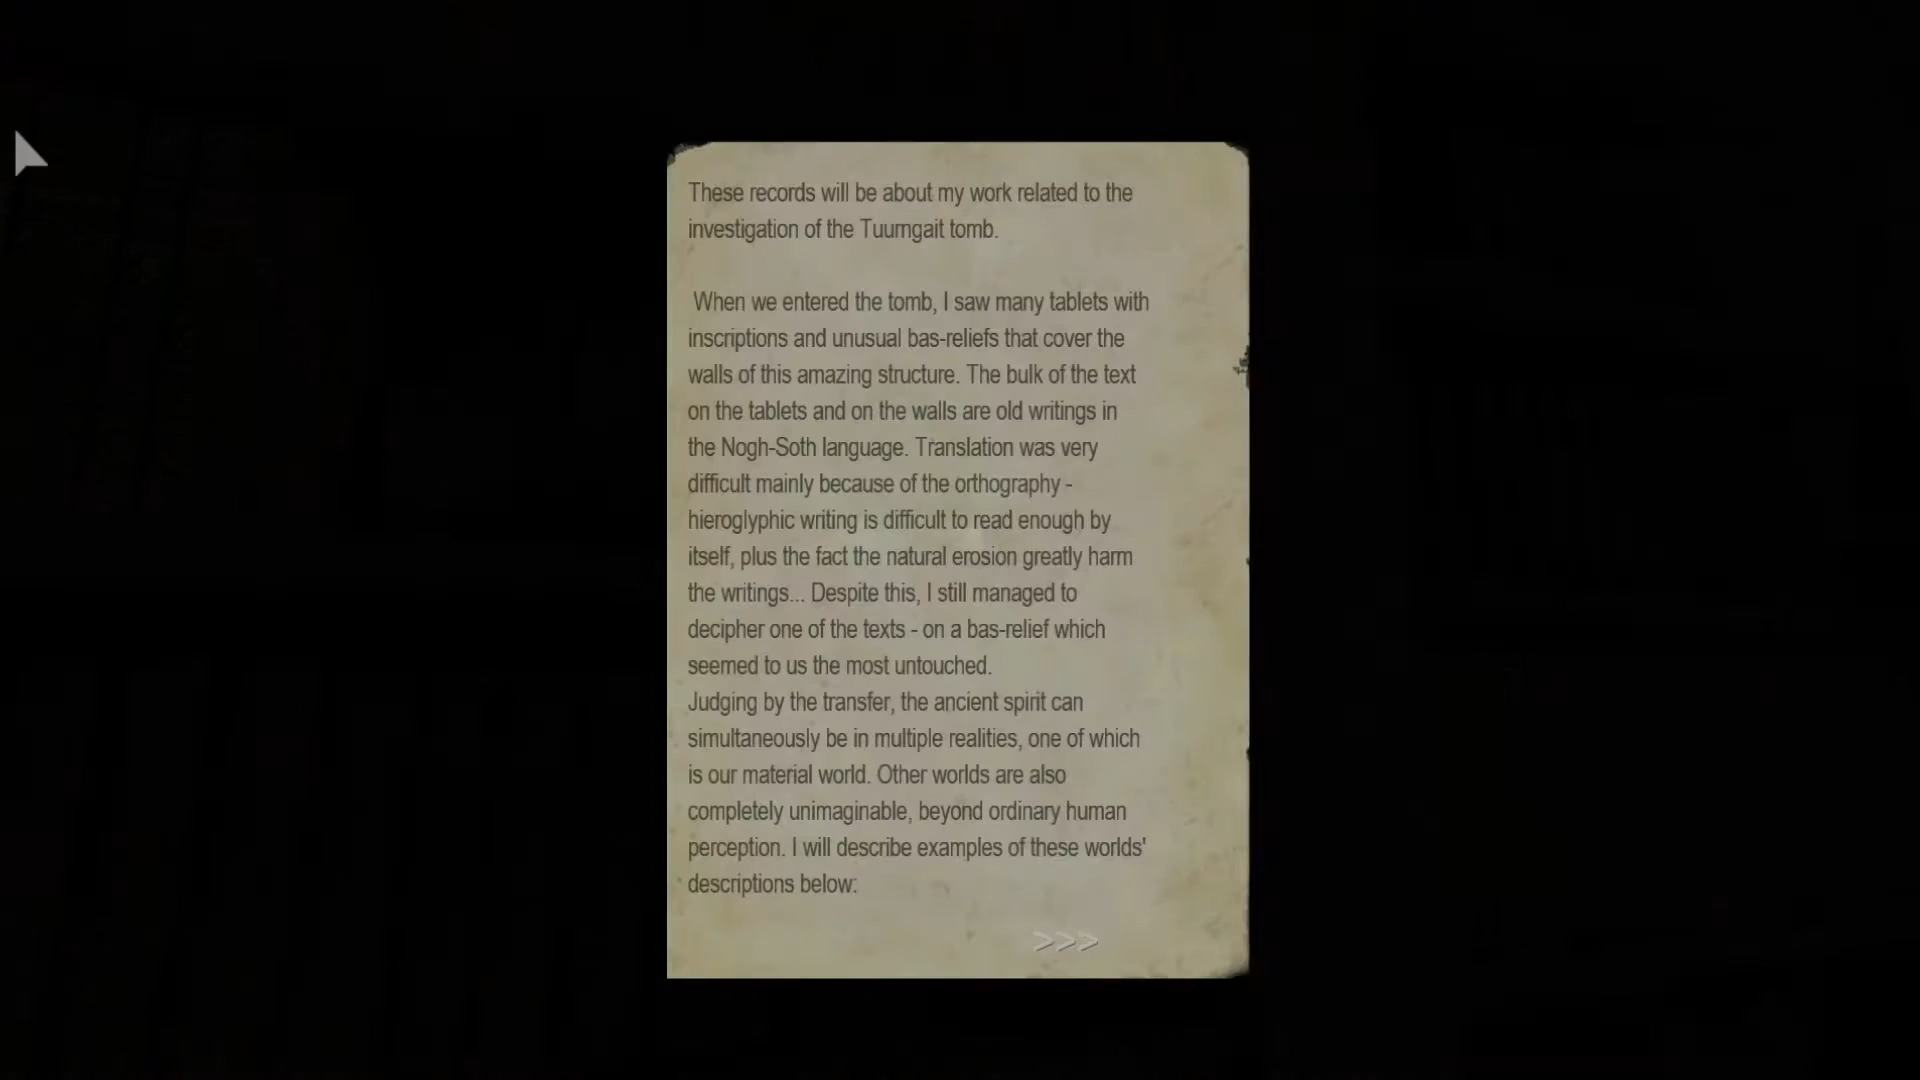 These records will be about my work related to the
investigation of the Tuurngait tomb.
When we entered the tomb, I saw many tablets with
inscriptions and unusual bas-reliefs that cover the
walls of this amazing structure. The bulk of the text
on the tablets and on the walls are old writings in
the Nogh-Soth language. Translation was very
difficult mainly because of the orthography -
hieroglyphic writing is difficult to read enough by
itself, plus the fact the natural erosion greatly harm
the writings... Despite this, I still managed to
decipher one of the texts - on a bas-relief which
seemed to us the most untouched.
Judging by the transfer, the ancient spirit can
simultaneously be in multiple realities, one of which
is our material world. Other worlds are also
completely unimaginable, beyond ordinary human
perception. I will describe examples of these worlds'
descriptions below:
>>>